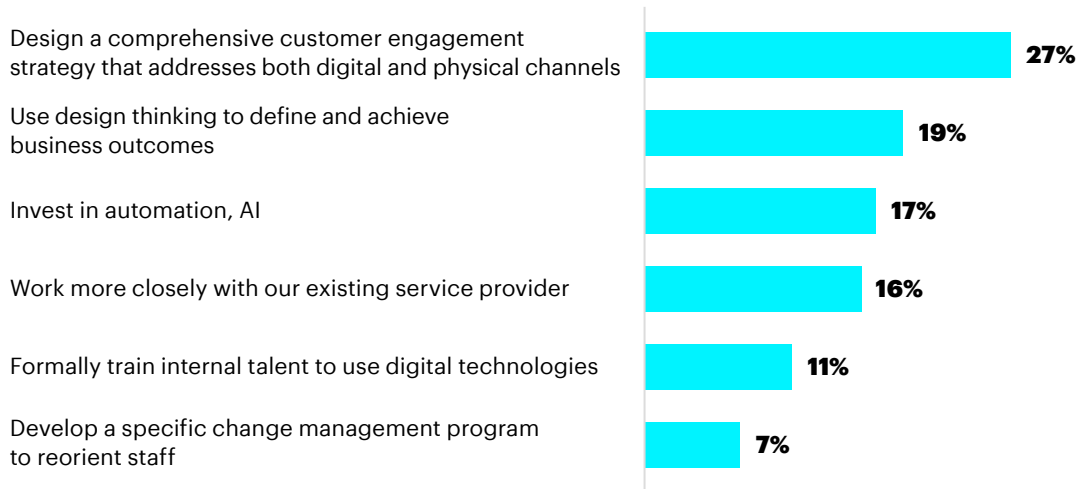 Design a comprehensive customer engagement
strategy that addresses both digital and physical channels
27%
Use design thinking to define and achieve
business outcomes
19%
Invest in automation, AI
17%
Work more closely with our existing service provider
16%
Formally train internal talent to use digital technologies
11%
Develop a specific change management program
to reorient staff
7%